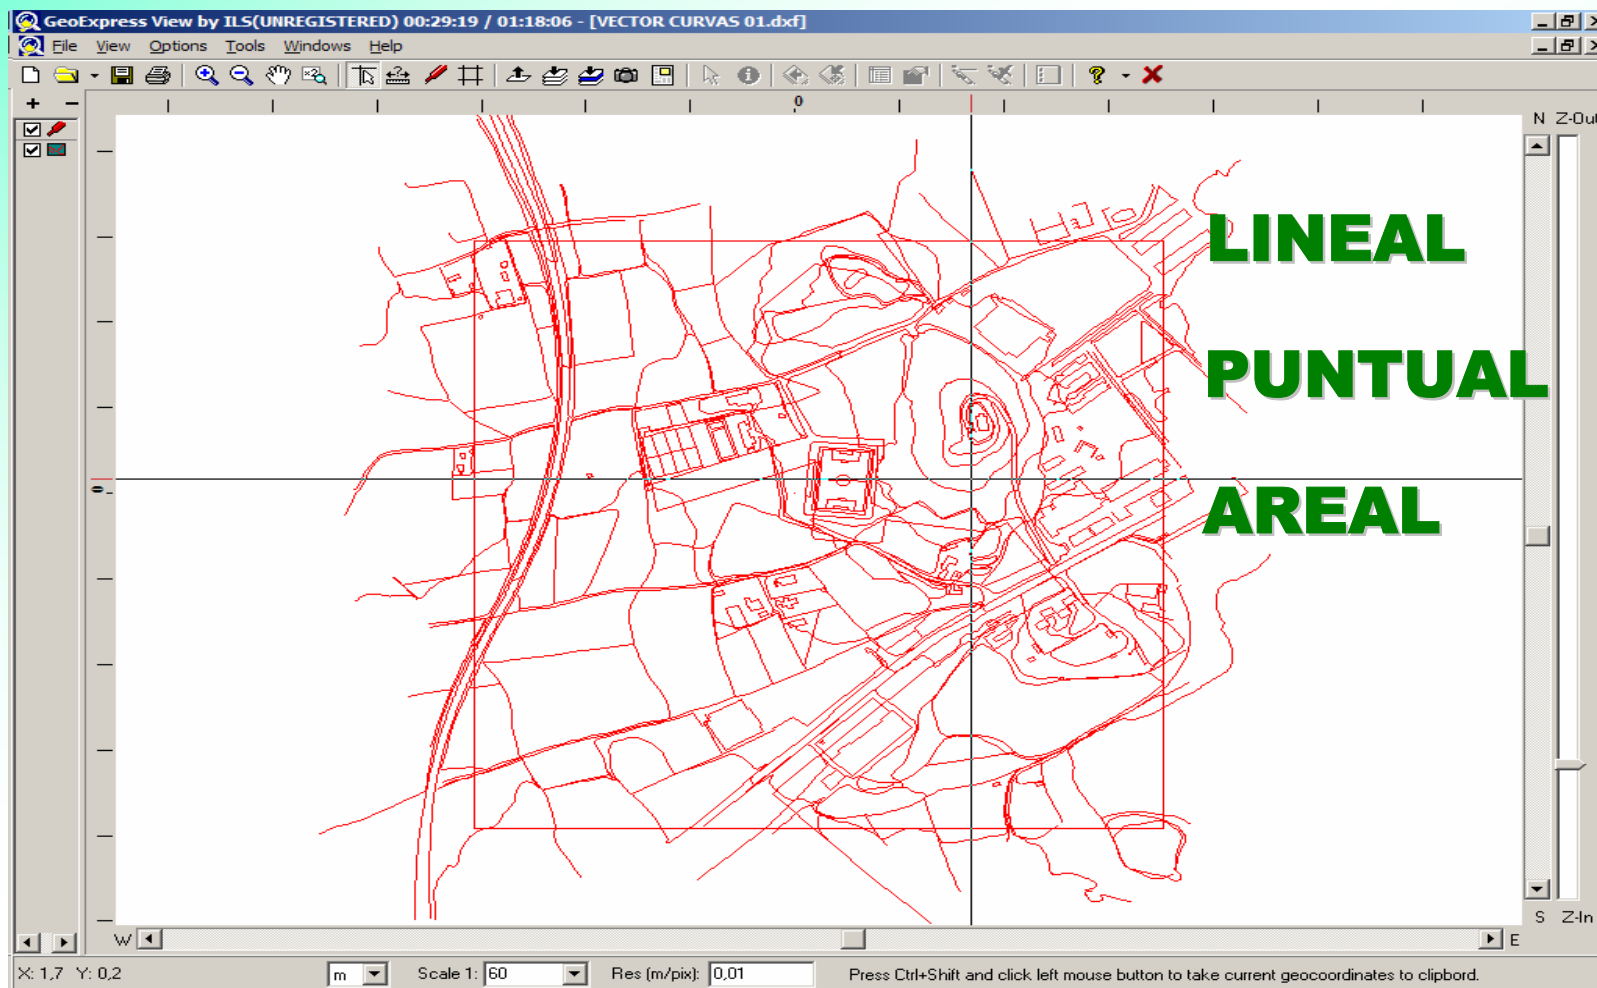 GeoExpress View by ILS(UNREGISTERED) 00:29:19 / 01:18:06 - [VECTOR CURVAS 01.dxf]
File View Options Tools Windows Help
+ -
0
N Z-Out
LINEAL
PUNTUAL
0
AREAL
S Z-In
W E
X: 1,7 Y: 0,2 m Scale 1: 60 Res (m/pix): 0,01 Press Ctrl+Shift and click left mouse button to take current geocoordinates to clipbord.